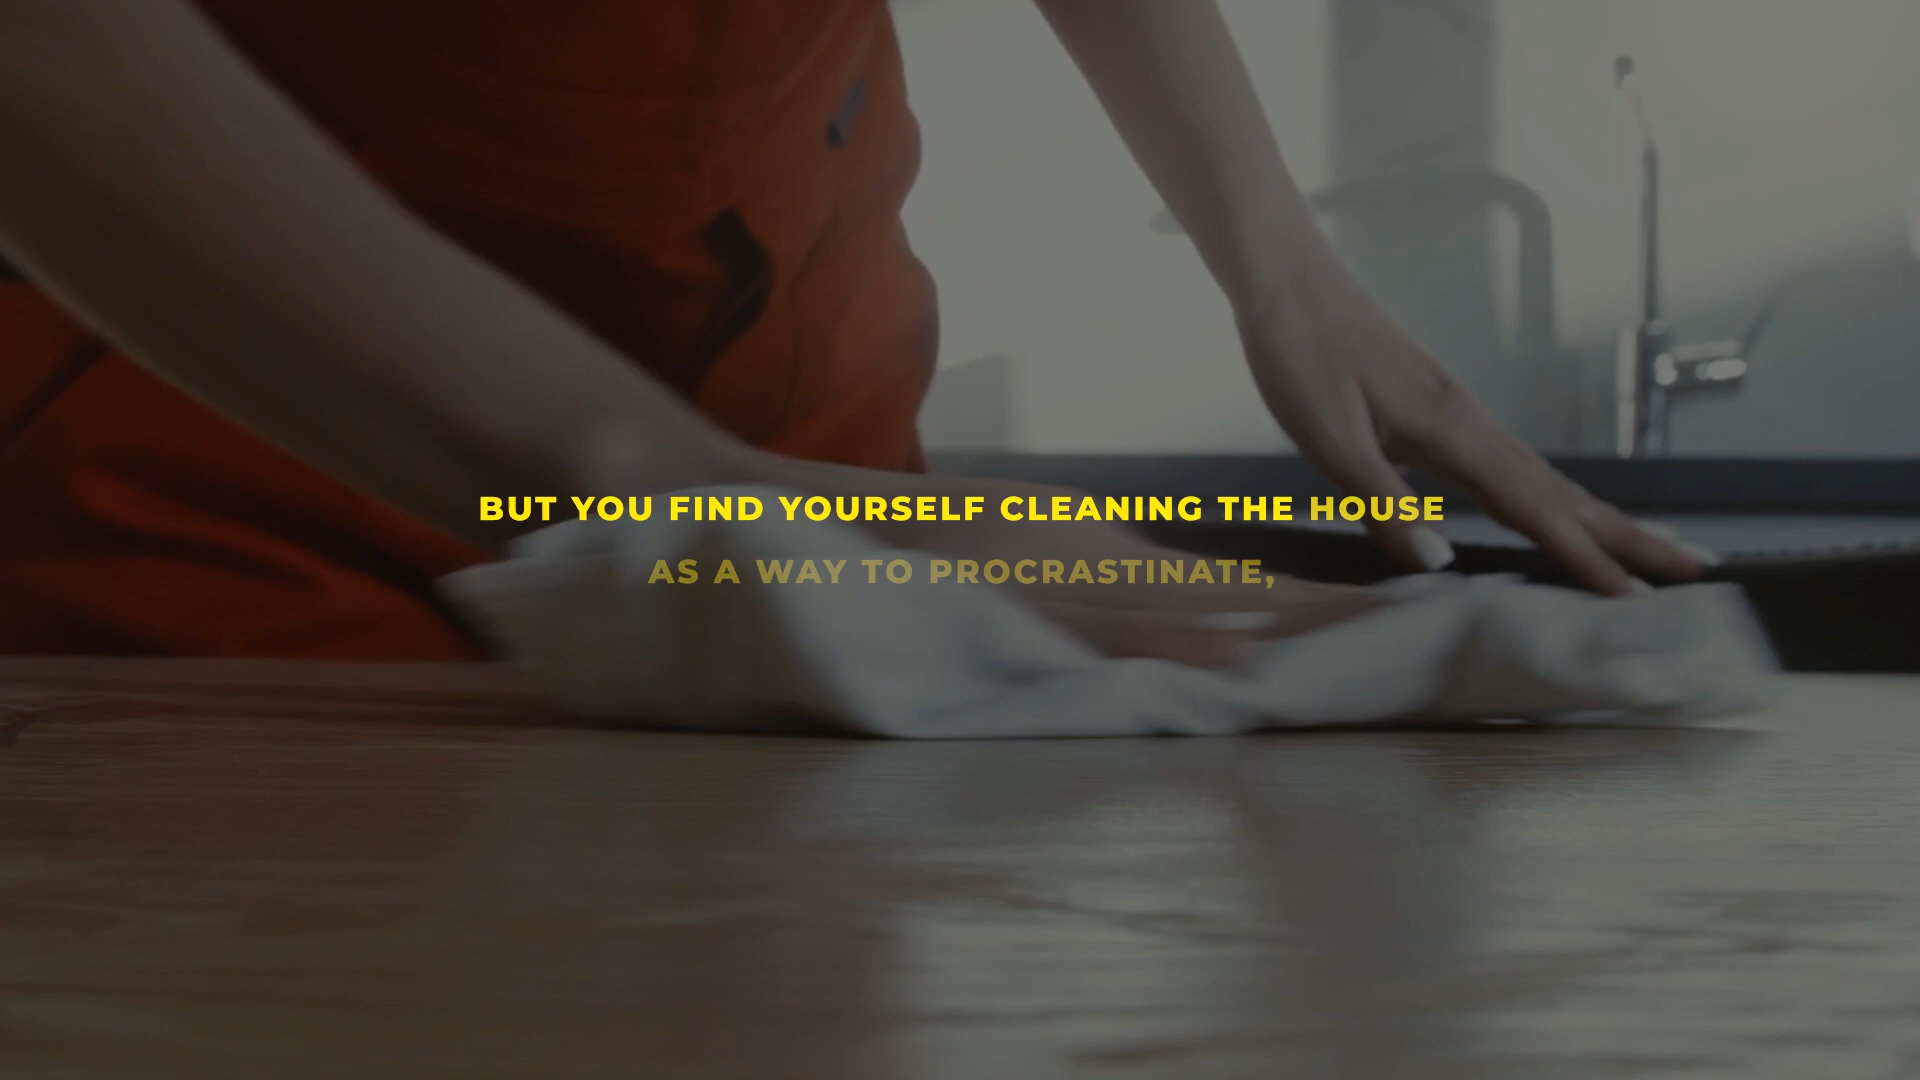 BUT YOU FIND YOURSELF CLEANING THE HOUSE
AS A WAY TO PROCRASTINATE,